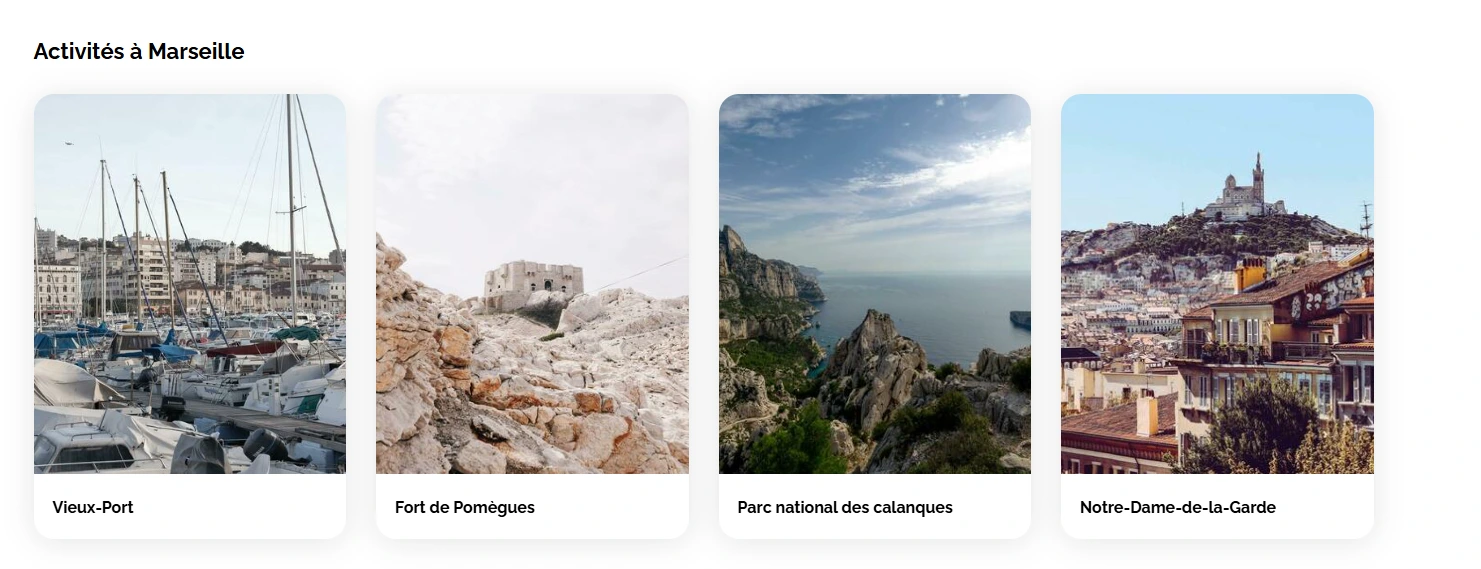 Activités à Marseille
Vieux-Port
Fort de Pomègues
Parc national des calanques
Notre-Dame-de-la-Garde